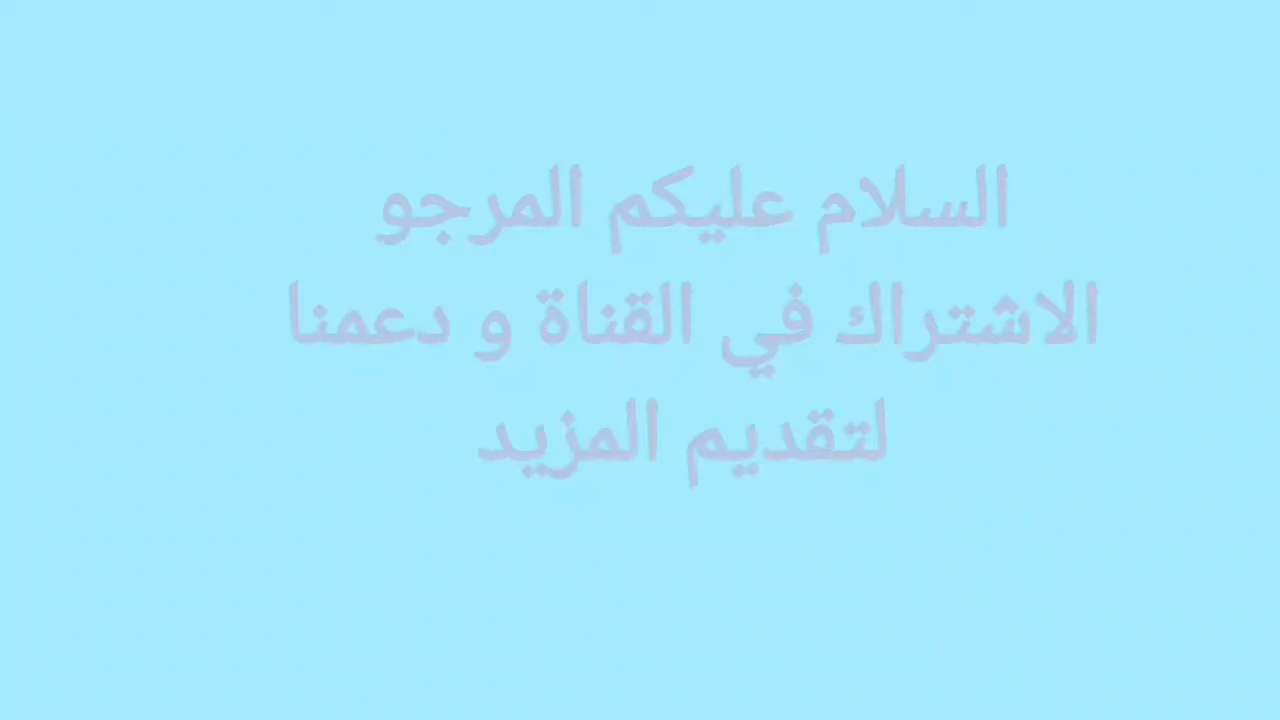 السلام عليكم المرجو
الاشتراك في القناة و دعمنا
لتقديم المزيد